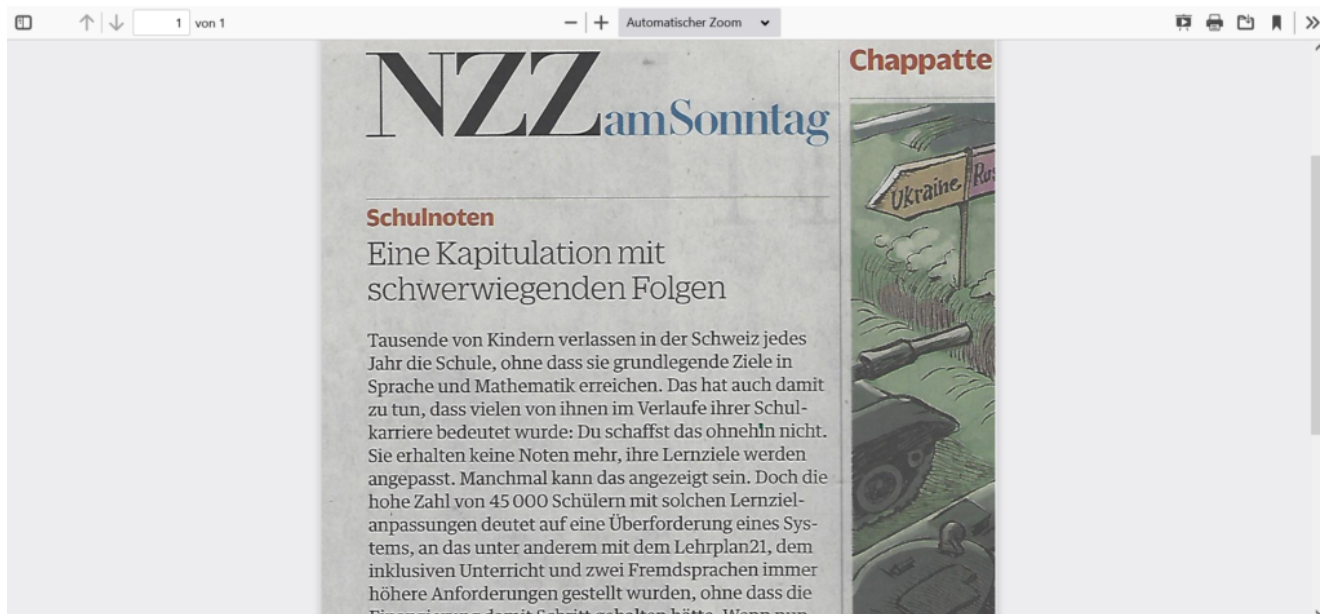 1 von 1 Automatischer Zoom
NZZ am Sonntag
Chappatte
Ukraine
Schulnoten
Eine Kapitulation mit
schwerwiegenden Folgen
Tausende von Kindern verlassen in der Schweiz jedes
Jahr die Schule, ohne dass sie grundlegende Ziele in
Sprache und Mathematik erreichen. Das hat auch damit
zu tun, dass vielen von ihnen im Verlaufe ihrer Schul-
karriere bedeutet wurde: Du schaffst das ohnehin nicht.
Sie erhalten keine Noten mehr, ihre Lernziele werden
angepasst. Manchmal kann das angezeigt sein. Doch die
hohe Zahl von 45 000 Schülern mit solchen Lernziel-
anpassungen deutet auf eine Überforderung eines Sys-
tems, an das unter anderem mit dem Lehrplan21, dem
inklusiven Unterricht und zwei Fremdsprachen immer
höhere Anforderungen gestellt wurden, ohne dass die